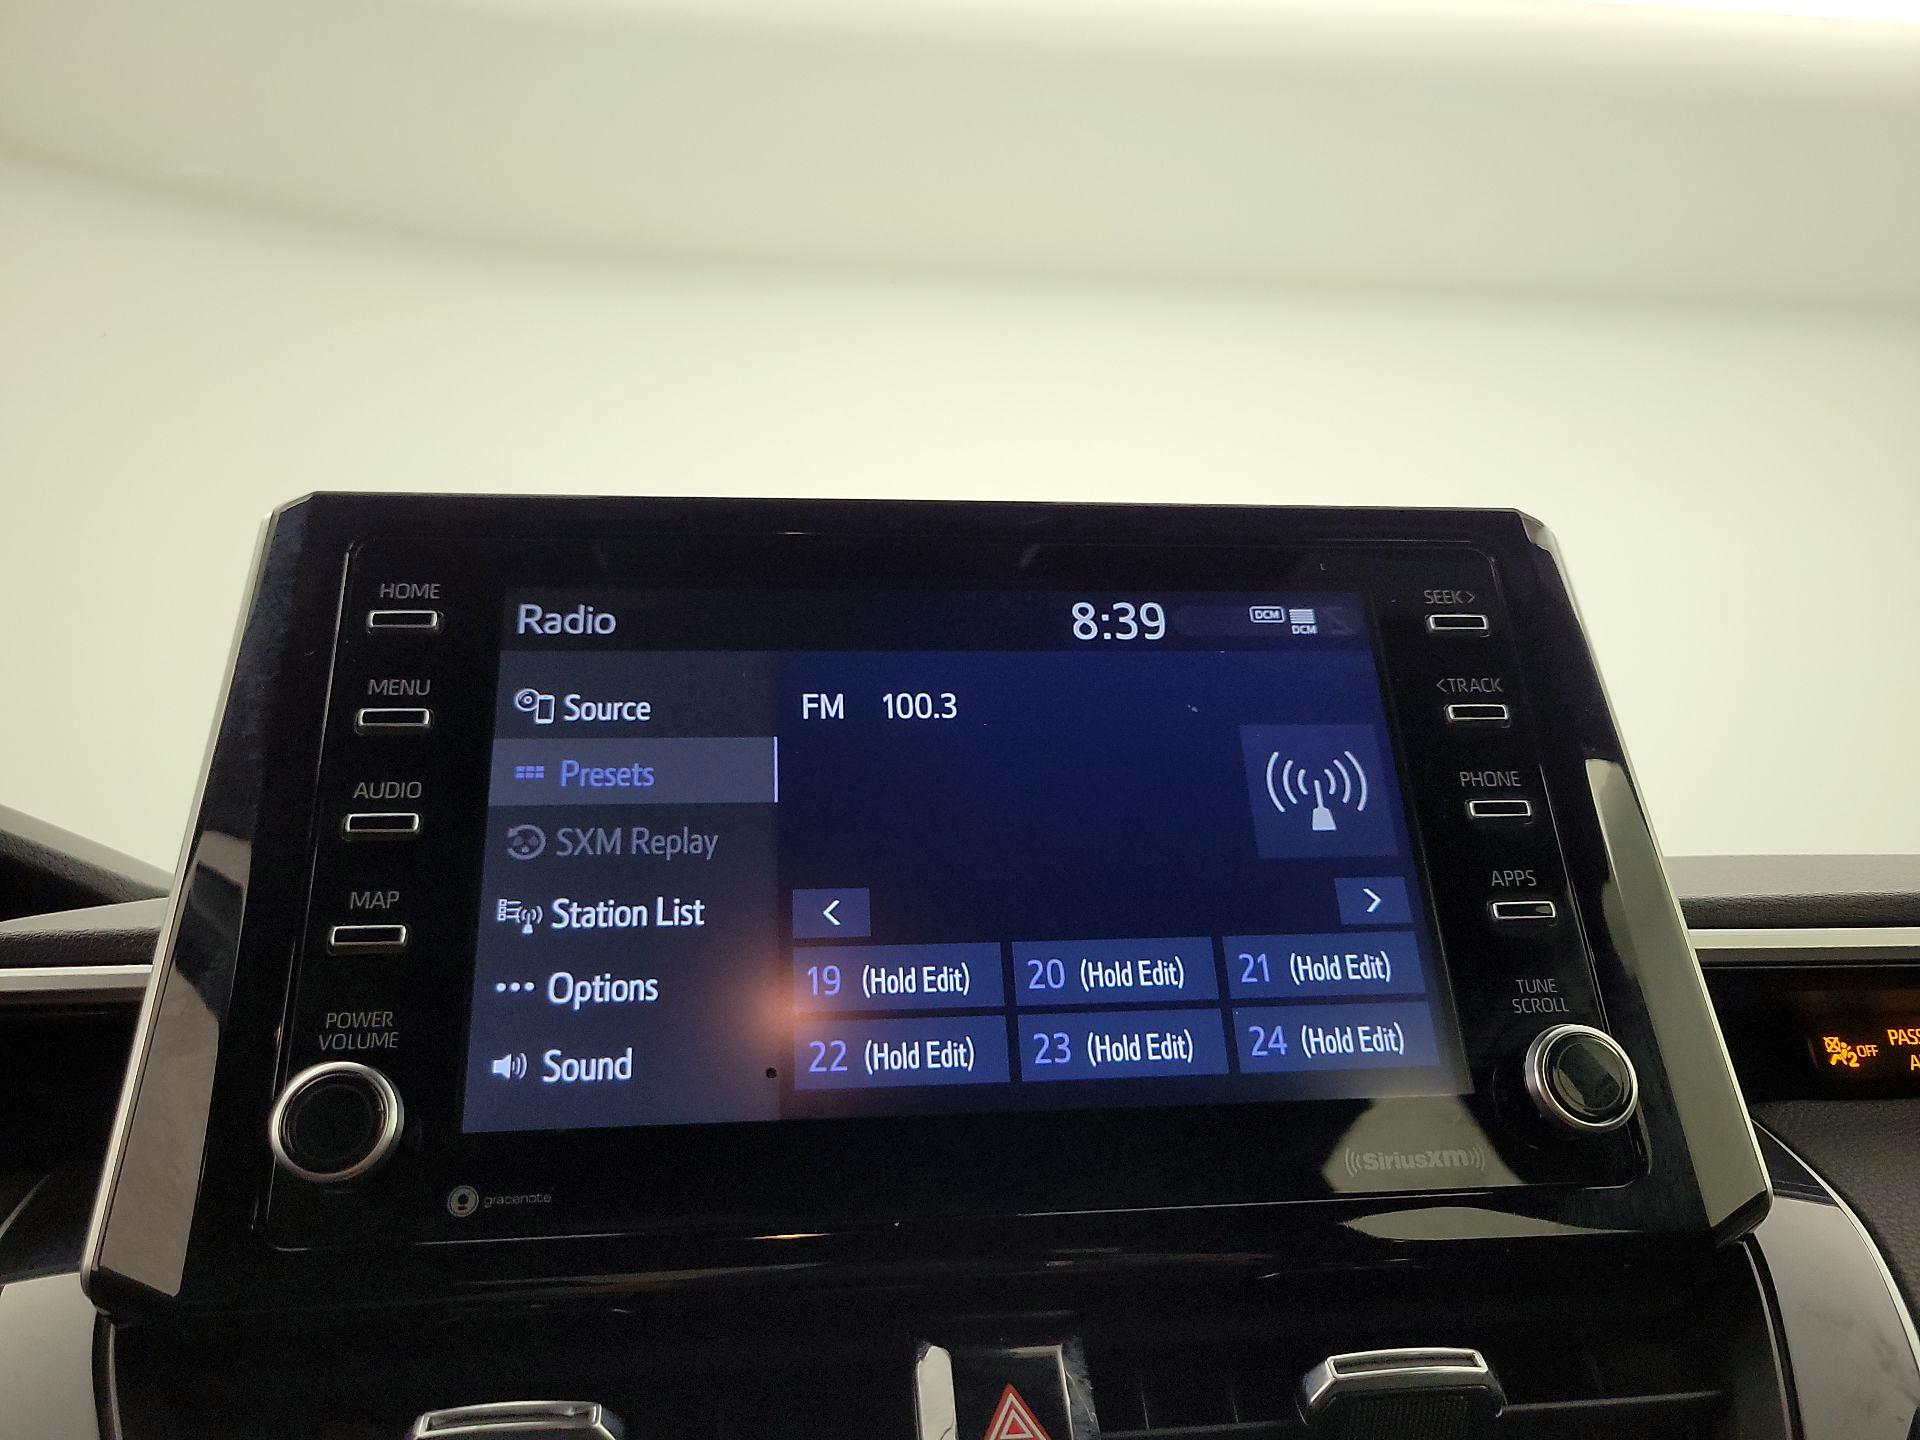 HOME
MENU
AUDIO
MAP
POWER
VOLUME
Radio
8:39
DCM
DCM
Source
Presets
SXM Replay
Station List
Options
Sound
FM 100.3
<
>
19 (Hold Edit)
20 (Hold Edit)
21 (Hold Edit)
22 (Hold Edit)
23 (Hold Edit)
24 (Hold Edit)
SEEK >
< TRACK
PHONE
APPS
TUNE
SCROLL
gracenote
((SiriusXM))
2 OFF